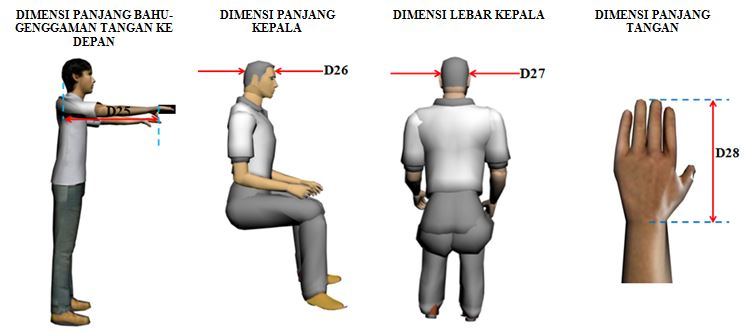 DIMENSI PANJANG BAHU-
GENGGAMAN TANGAN KE
DEPAN
DIMENSI PANJANG
KEPALA
DIMENSI LEBAR KEPALA
DIMENSI PANJANG
TANGAN
D25
D26
D27
D28